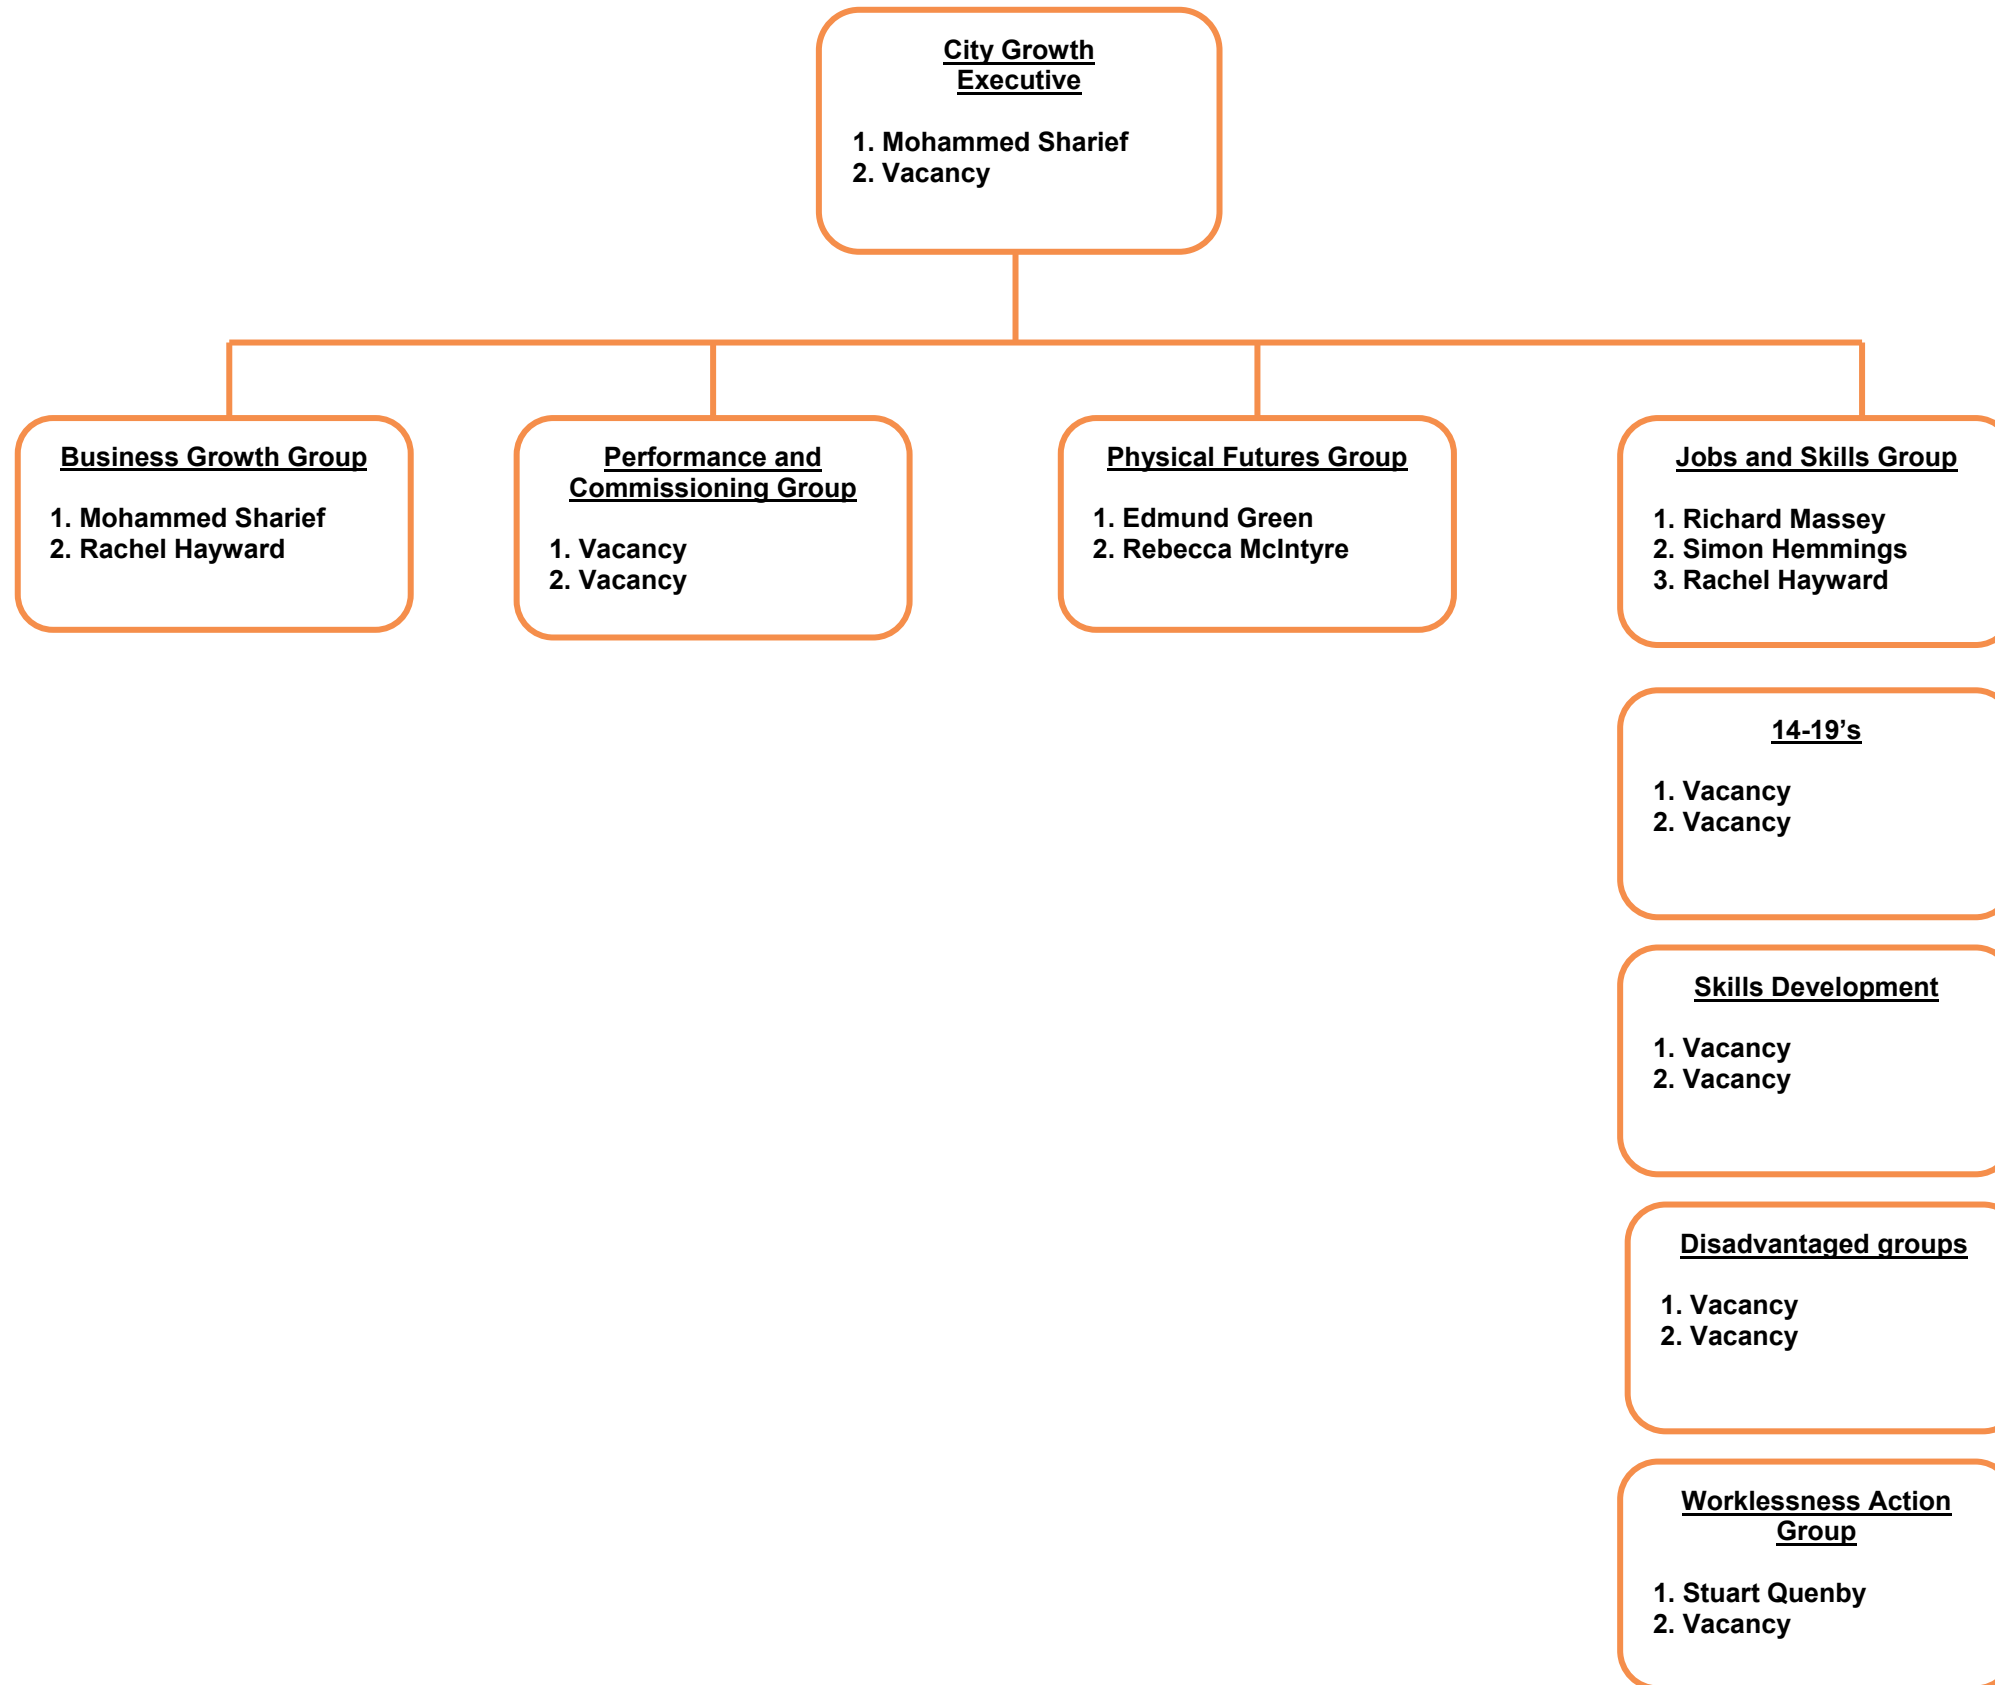 City Growth
Executive
1. Mohammed Sharief
2. Vacancy
Business Growth Group
1. Mohammed Sharief
2. Rachel Hayward
Performance and
Commissioning Group
1. Vacancy
2. Vacancy
Physical Futures Group
1. Edmund Green
2. Rebecca McIntyre
Jobs and Skills Group
1. Richard Massey
2. Simon Hemmings
3. Rachel Hayward
14-19’s
1. Vacancy
2. Vacancy
Skills Development
1. Vacancy
2. Vacancy
Disadvantaged groups
1. Vacancy
2. Vacancy
Worklessness Action
Group
1. Stuart Quenby
2. Vacancy